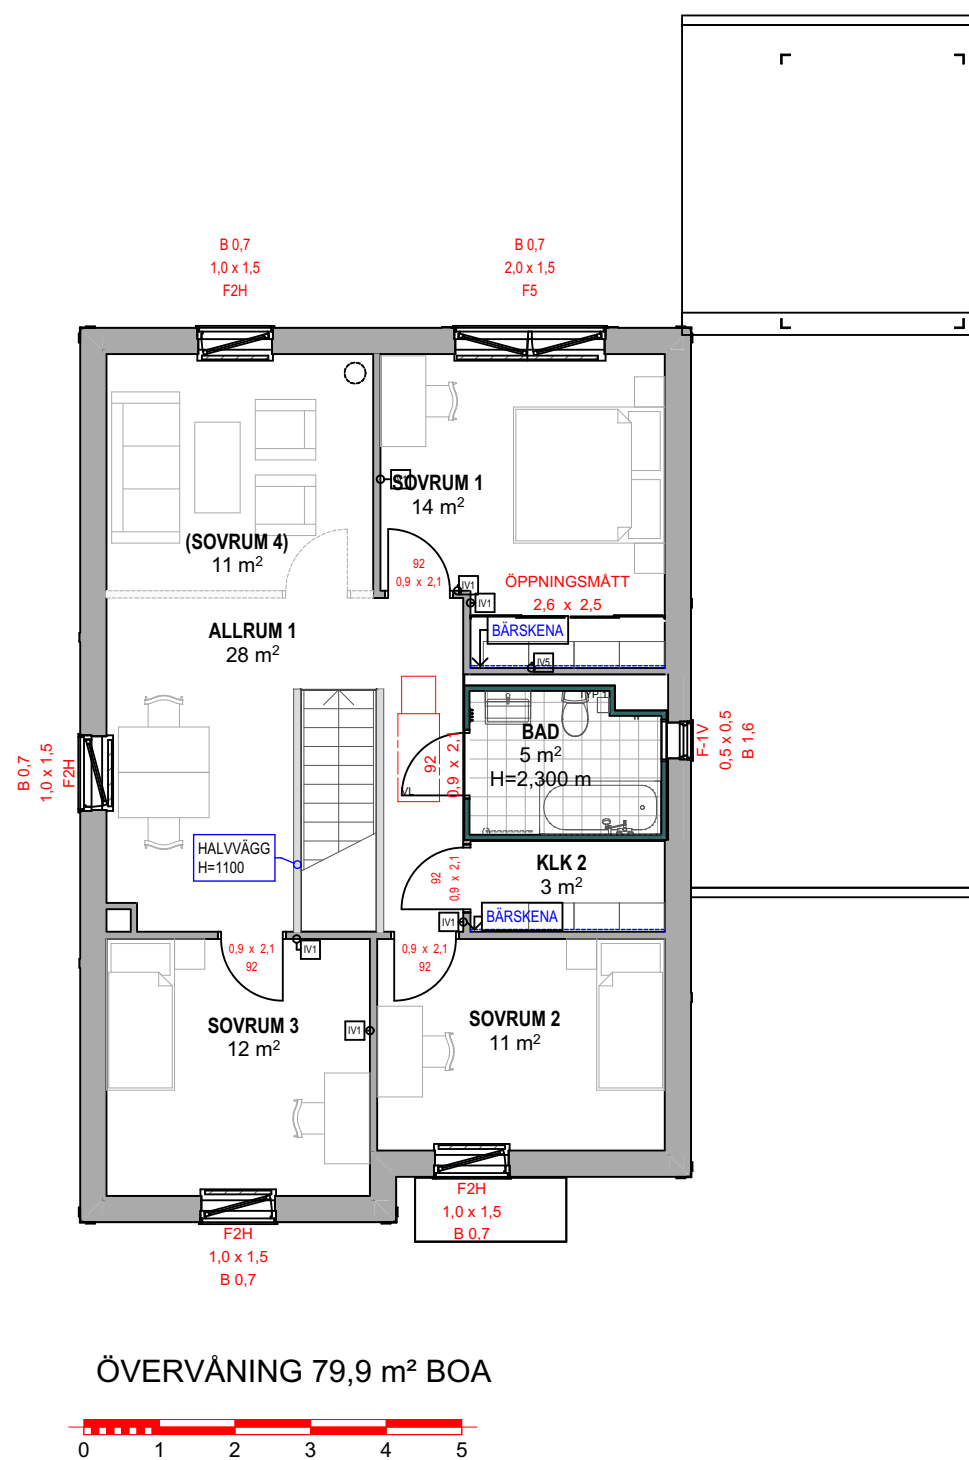 B 0,7
1,0 x 1,5
F2H
B 0,7
2,0 x 1,5
F5
SOVRUM 1
14 m²
(SOVRUM 4)
11 m²
92
0,9 x 2,1
IV1
IV1
ÖPPNINGSMÅTT
2,6 x 2,5
BÄRSKENA
IV5
ALLRUM 1
28 m²
TYP 1
BAD
5 m²
H=2,300 m
92
0,9 x 2,1
VL
F-1V
0,5 x 0,5
B 1,6
B 0,7
1,0 x 1,5
F2H
HALVVÄGG
H=1100
92
0,9 x 2,1
KLK 2
3 m²
IV1
BÄRSKENA
0,9 x 2,1
92
IV1
0,9 x 2,1
92
SOVRUM 3
12 m²
IV1
SOVRUM 2
11 m²
F2H
1,0 x 1,5
B 0,7
F2H
1,0 x 1,5
B 0,7
ÖVERVÅNING 79,9 m² BOA
0 1 2 3 4 5